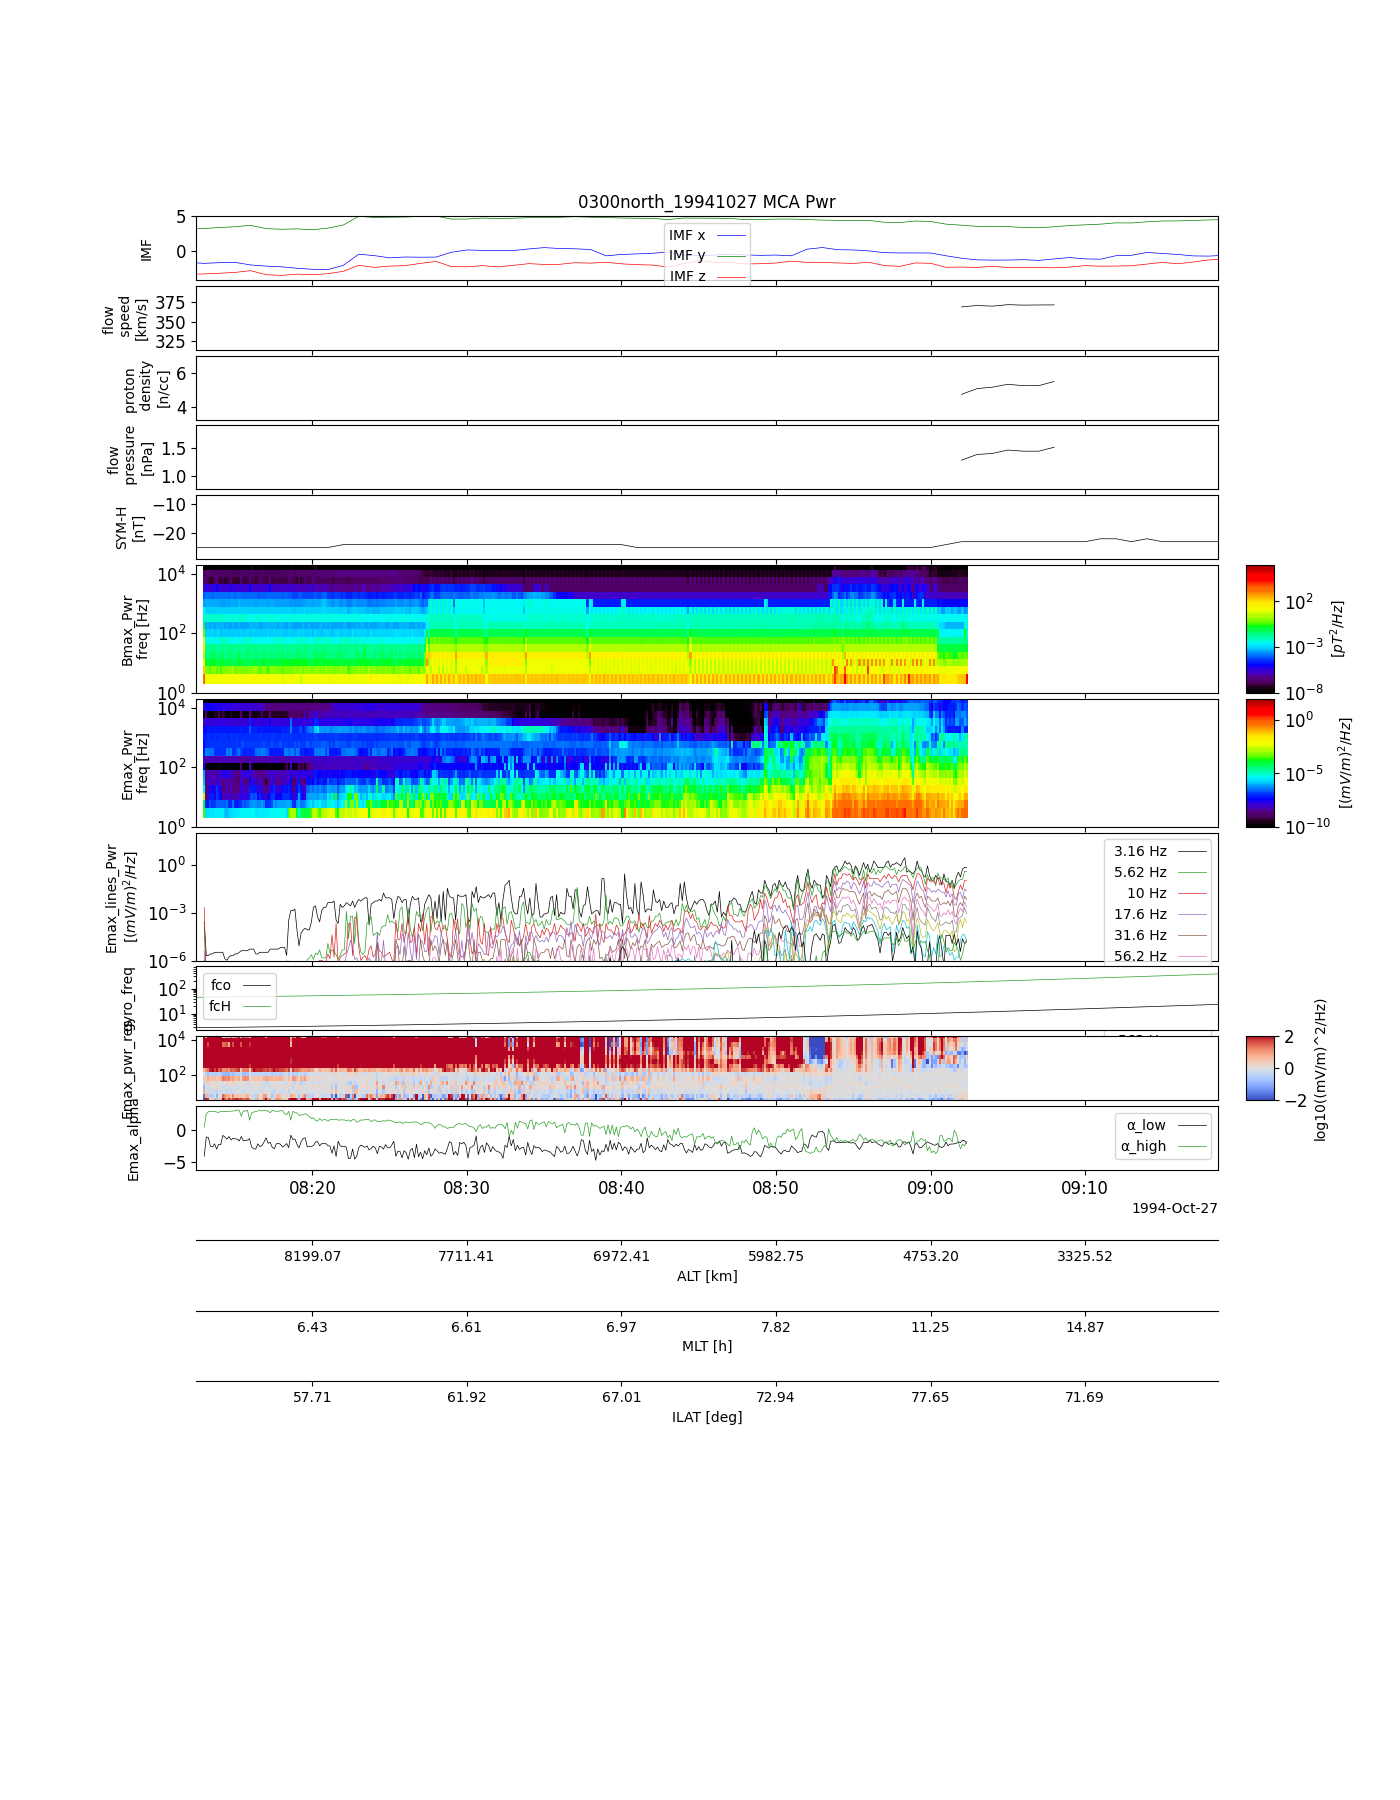 0300north_19941027 MCA Pwr
5
0
IMF
IMF x
IMF y
IMF z
375
350
325
flow
speed
[km/s]
6
4
proton
density
[n/cc]
1.5
1.0
flow
pressure
[nPa]
−10
−20
SYM-H
[nT]
10^4
10^2
10^0
Bmax_Pwr
freq [Hz]
10^2
10^−3
10^−8
[pT^2/Hz]
10^4
10^2
10^0
Emax_Pwr
freq [Hz]
10^0
10^−5
10^−10
[(mV/m)^2/Hz]
10^0
10^−3
10^−6
Emax_lines_Pwr
[(mV/m)^2/Hz]
3.16 Hz
5.62 Hz
10 Hz
17.6 Hz
31.6 Hz
56.2 Hz
10^2
10^1
gyro_freq
fco
fcH
10^4
10^2
Emax_pwr_reg
2
0
−2
log10((mV/m)^2/Hz)
0
−5
Emax_alpha
α_low
α_high
08:20 08:30 08:40 08:50 09:00 09:10
1994-Oct-27
8199.07 7711.41 6972.41 5982.75 4753.20 3325.52
ALT [km]
6.43 6.61 6.97 7.82 11.25 14.87
MLT [h]
57.71 61.92 67.01 72.94 77.65 71.69
ILAT [deg]